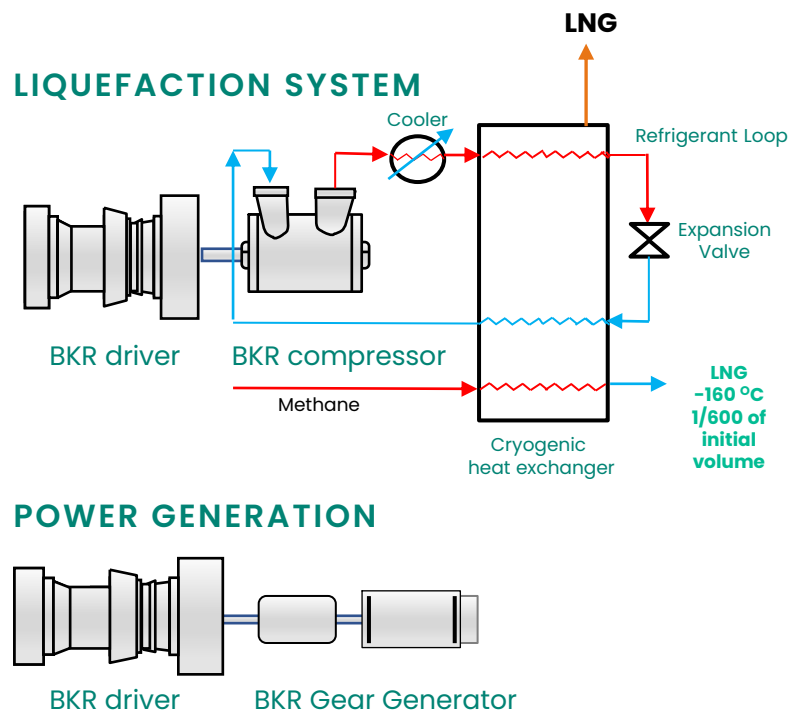 LNG
LIQUEFACTION SYSTEM
Cooler
Refrigerant Loop
Expansion
Valve
BKR driver
BKR compressor
Methane
LNG
-160 ⁰C
1/600 of
initial
volume
Cryogenic
heat exchanger
POWER GENERATION
BKR driver
BKR Gear Generator